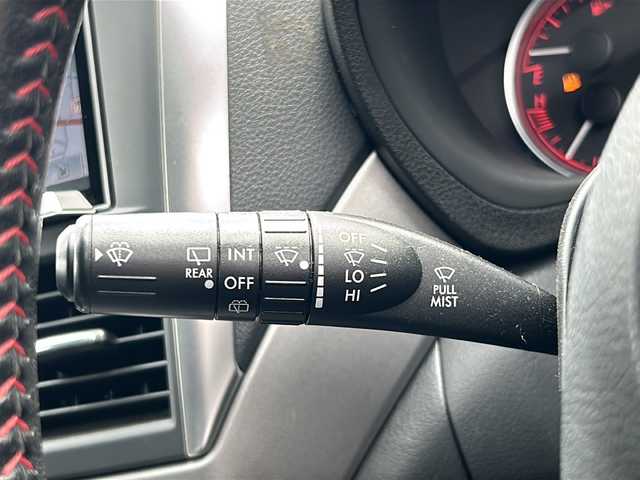 REAR
INT
OFF
OFF
LO
HI
PULL
MIST